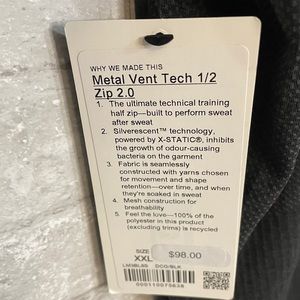 WHY WE MADE THIS
Metal Vent Tech 1/2
Zip 2.0
1. The ultimate technical training
half zip—built to perform sweat
after sweat
2. Silverescent™ technology,
powered by X-STATIC®, inhibits
the growth of odour-causing
bacteria on the garment
3. Fabric is seamlessly
constructed with yarns chosen
for movement and shape
retention—over time, and when
they're soaked in sweat
4. Mesh construction for
breathability
5. Feel the love—100% of the
polyester in this product
(excluding trims) is recycled
SIZE
XXL
$98.00
DCG/BLK
000110075638